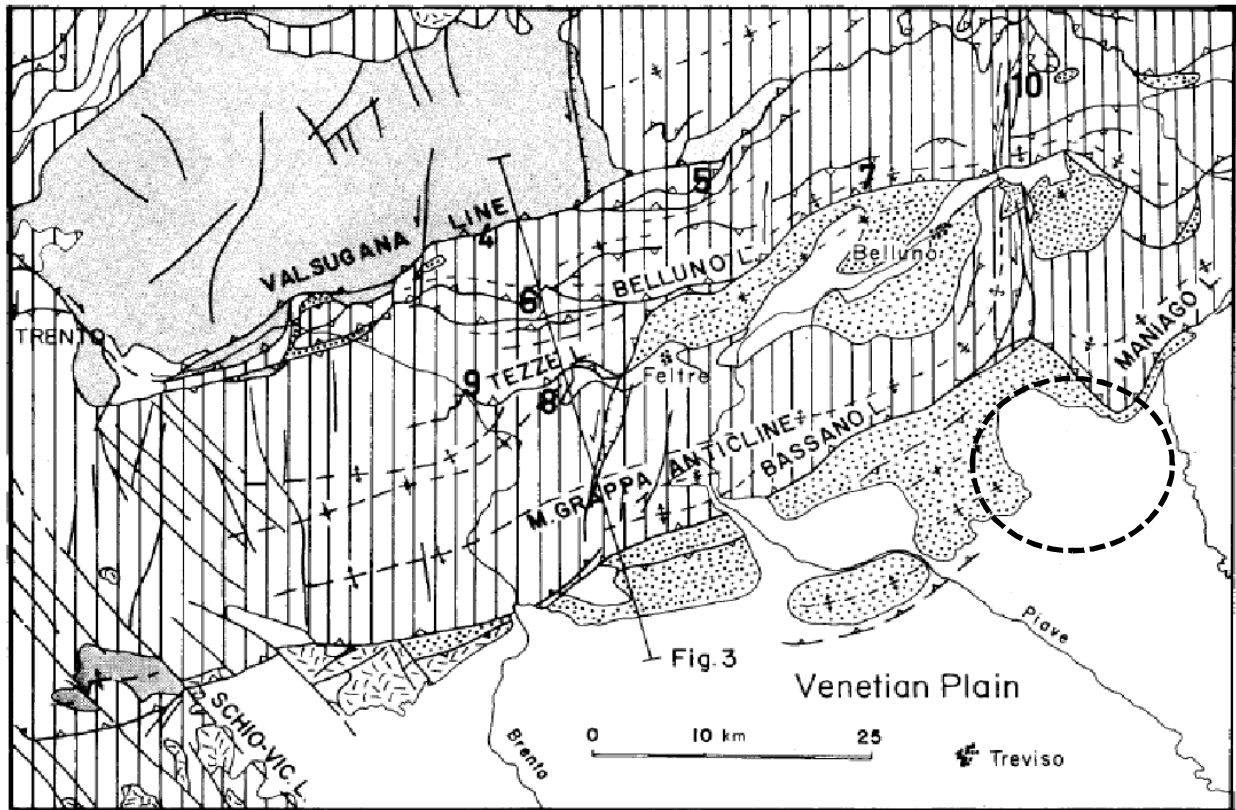 10
5
7
VALSUGANA LINE
4
BELLUNO L.
Belluno
6
TRENTO
MANIAGO L.
TEZZE L.
9
8
Feltre
M. GRAPPA ANTICLINE
BASSANO L.
Piave
Fig. 3
Venetian Plain
SCHIO-VIC. L.
Brenta
0 10 km 25
Treviso